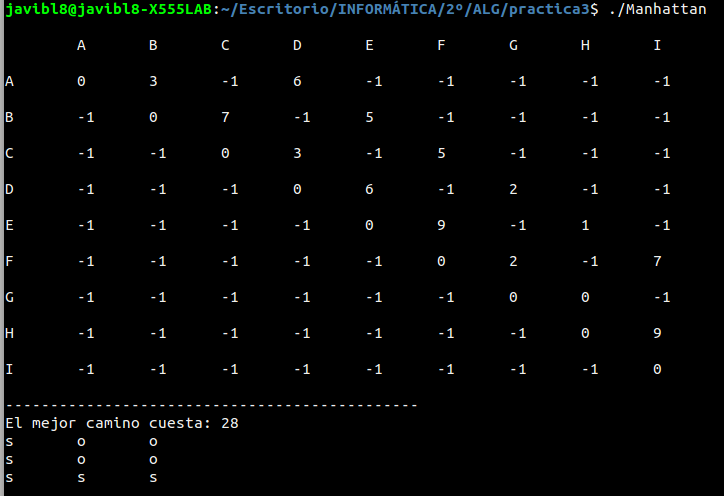 javibl8@javibl8-X555LAB:~/Escritorio/INFORMÁTICA/2º/ALG/practica3$ ./Manhattan
A B C D E F G H I
A 0 3 -1 6 -1 -1 -1 -1 -1
B -1 0 7 -1 5 -1 -1 -1 -1
C -1 -1 0 3 -1 5 -1 -1 -1
D -1 -1 -1 0 6 -1 2 -1 -1
E -1 -1 -1 -1 0 9 -1 1 -1
F -1 -1 -1 -1 -1 0 2 -1 7
G -1 -1 -1 -1 -1 -1 0 0 -1
H -1 -1 -1 -1 -1 -1 -1 0 9
I -1 -1 -1 -1 -1 -1 -1 -1 0
----------------------------------------------
El mejor camino cuesta: 28
s o o
s o o
s s s